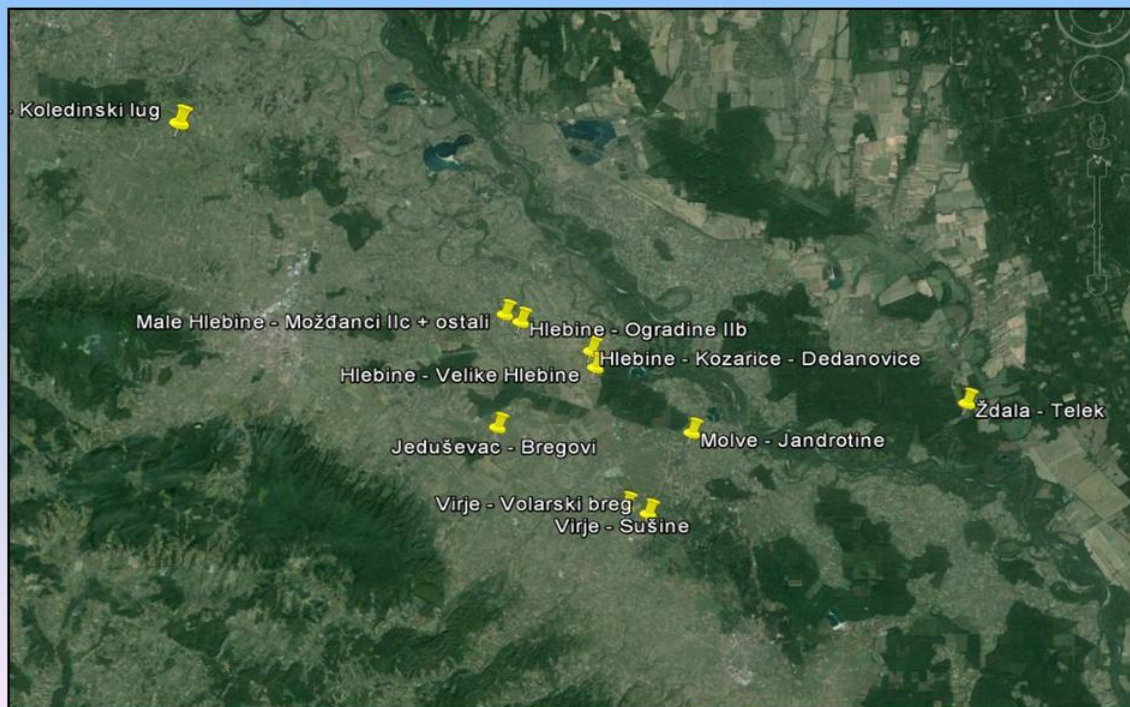 - Koledinski lug
Male Hlebine - Možđanci IIc + ostali
Hlebine - Ogradine IIb
Hlebine - Kozarice - Dedanovice
Hlebine - Velike Hlebine
Ždala - Telek
Jeduševac - Bregovi
Molve - Jandrotine
Virje - Volarski breg
Virje - Sušine